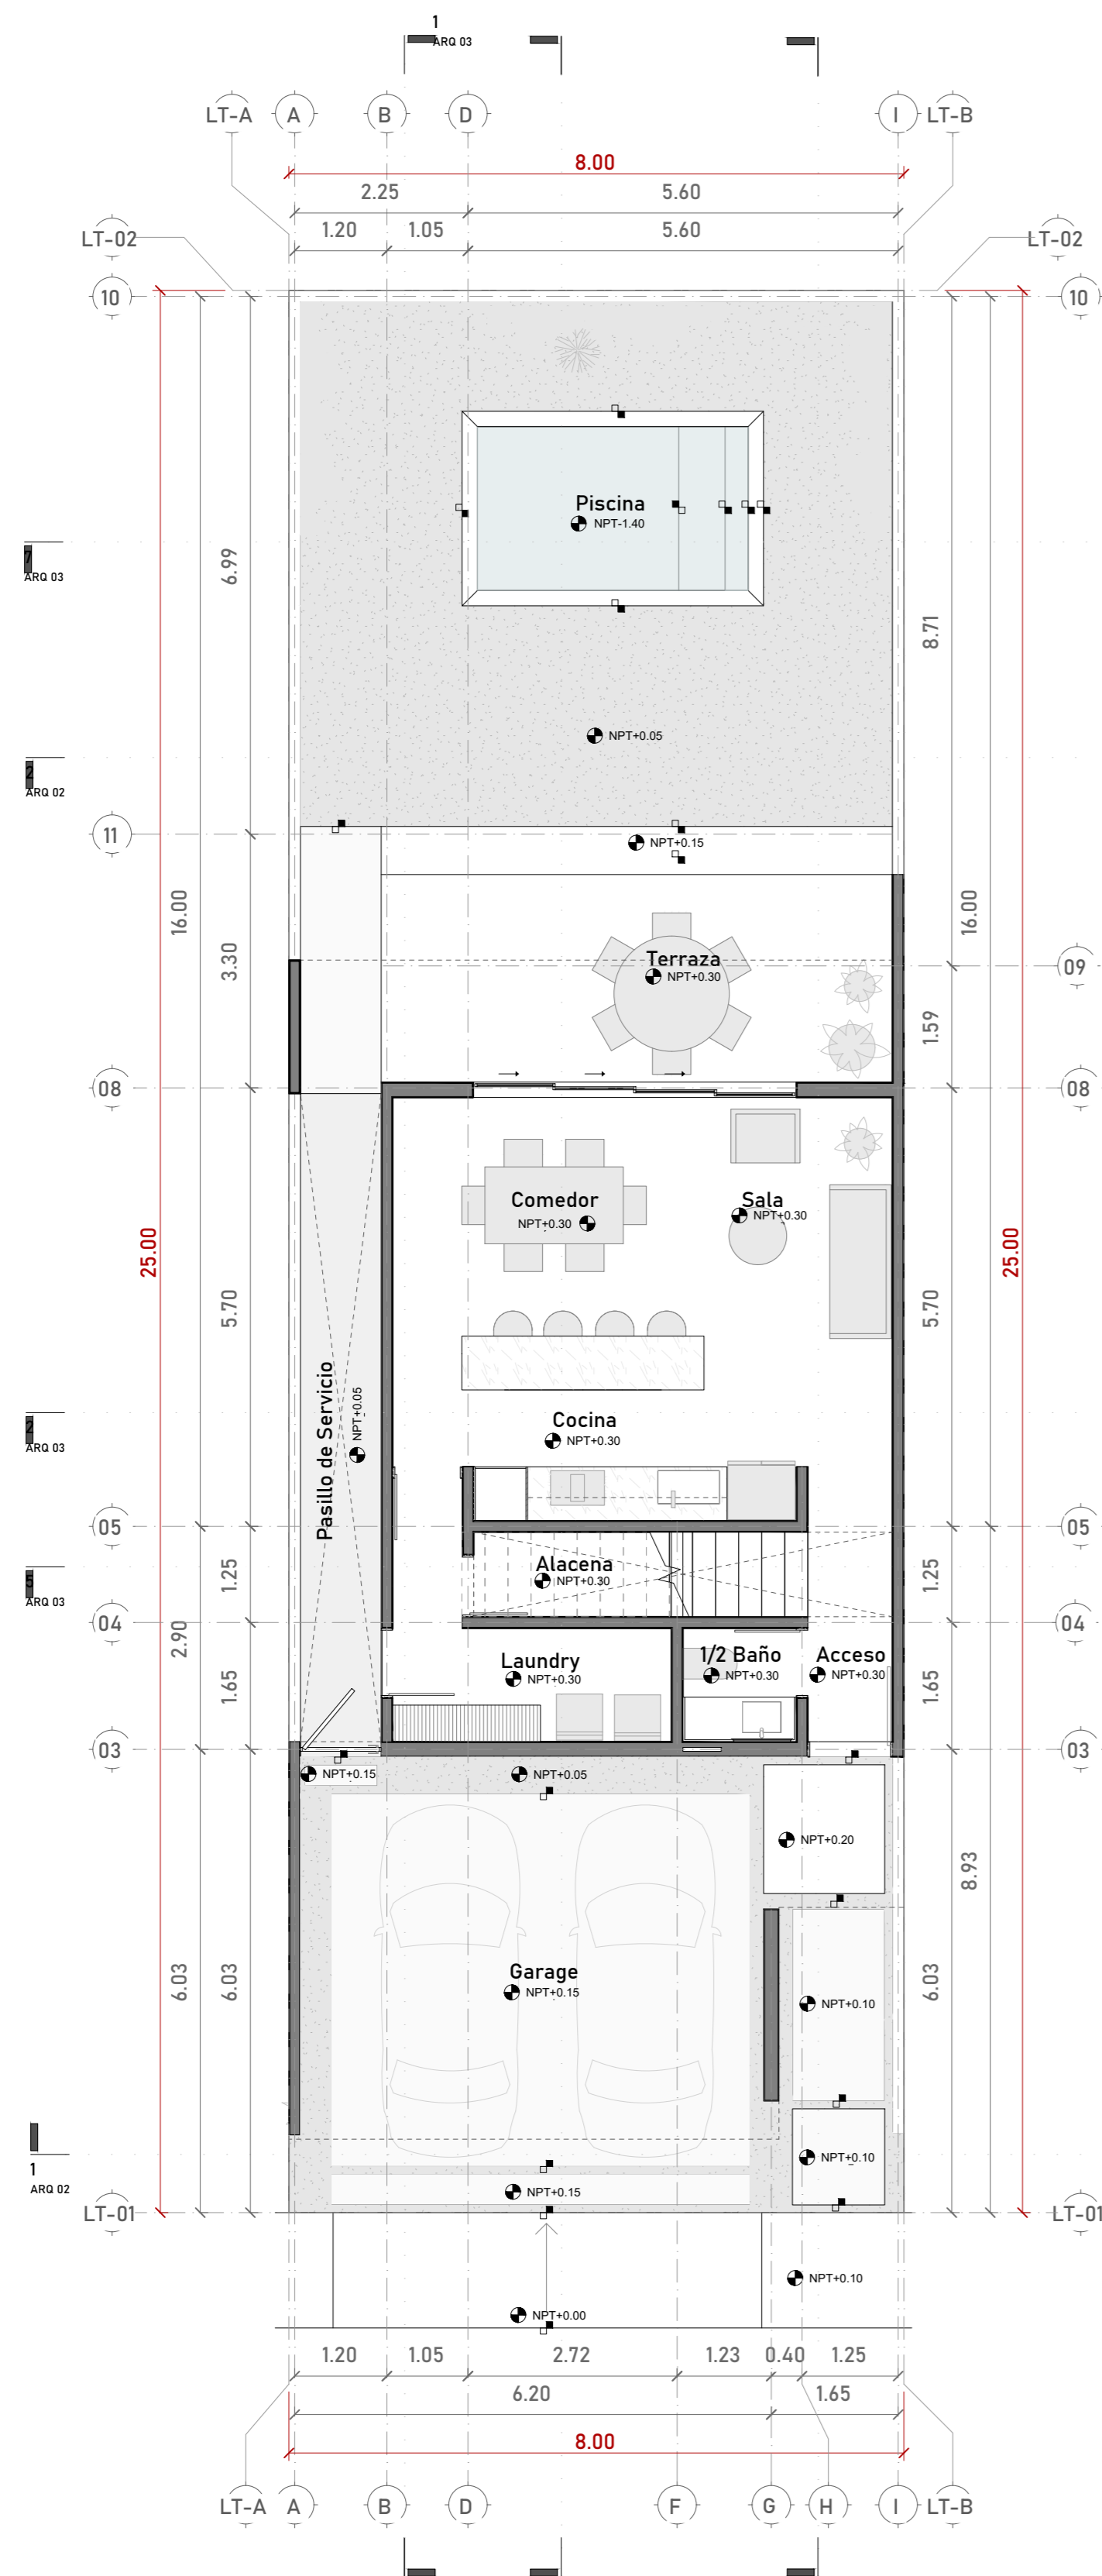 1
ARQ 03
LT-A
A
B
D
I
LT-B
8.00
2.25
5.60
1.20
1.05
5.60
LT-02
LT-02
10
10
Piscina
NPT-1.40
7
ARQ 03
6.99
8.71
NPT+0.05
2
ARQ 02
11
NPT+0.15
16.00
16.00
3.30
Terraza
NPT+0.30
09
1.59
08
08
Comedor
NPT+0.30
Sala
NPT+0.30
25.00
25.00
5.70
5.70
Pasillo de Servicio
NPT+0.05
2
ARQ 03
Cocina
NPT+0.30
05
05
5
ARQ 03
1.25
Alacena
NPT+0.30
1.25
04
04
2.90
1.65
Laundry
NPT+0.30
1/2 Baño
NPT+0.30
Acceso
NPT+0.30
1.65
03
03
NPT+0.15
NPT+0.05
NPT+0.20
8.93
6.03
6.03
Garage
NPT+0.15
NPT+0.10
6.03
1
ARQ 02
NPT+0.10
NPT+0.15
LT-01
LT-01
NPT+0.10
NPT+0.00
1.20
1.05
2.72
1.23
0.40
1.25
6.20
1.65
8.00
LT-A
A
B
D
F
G
H
I
LT-B